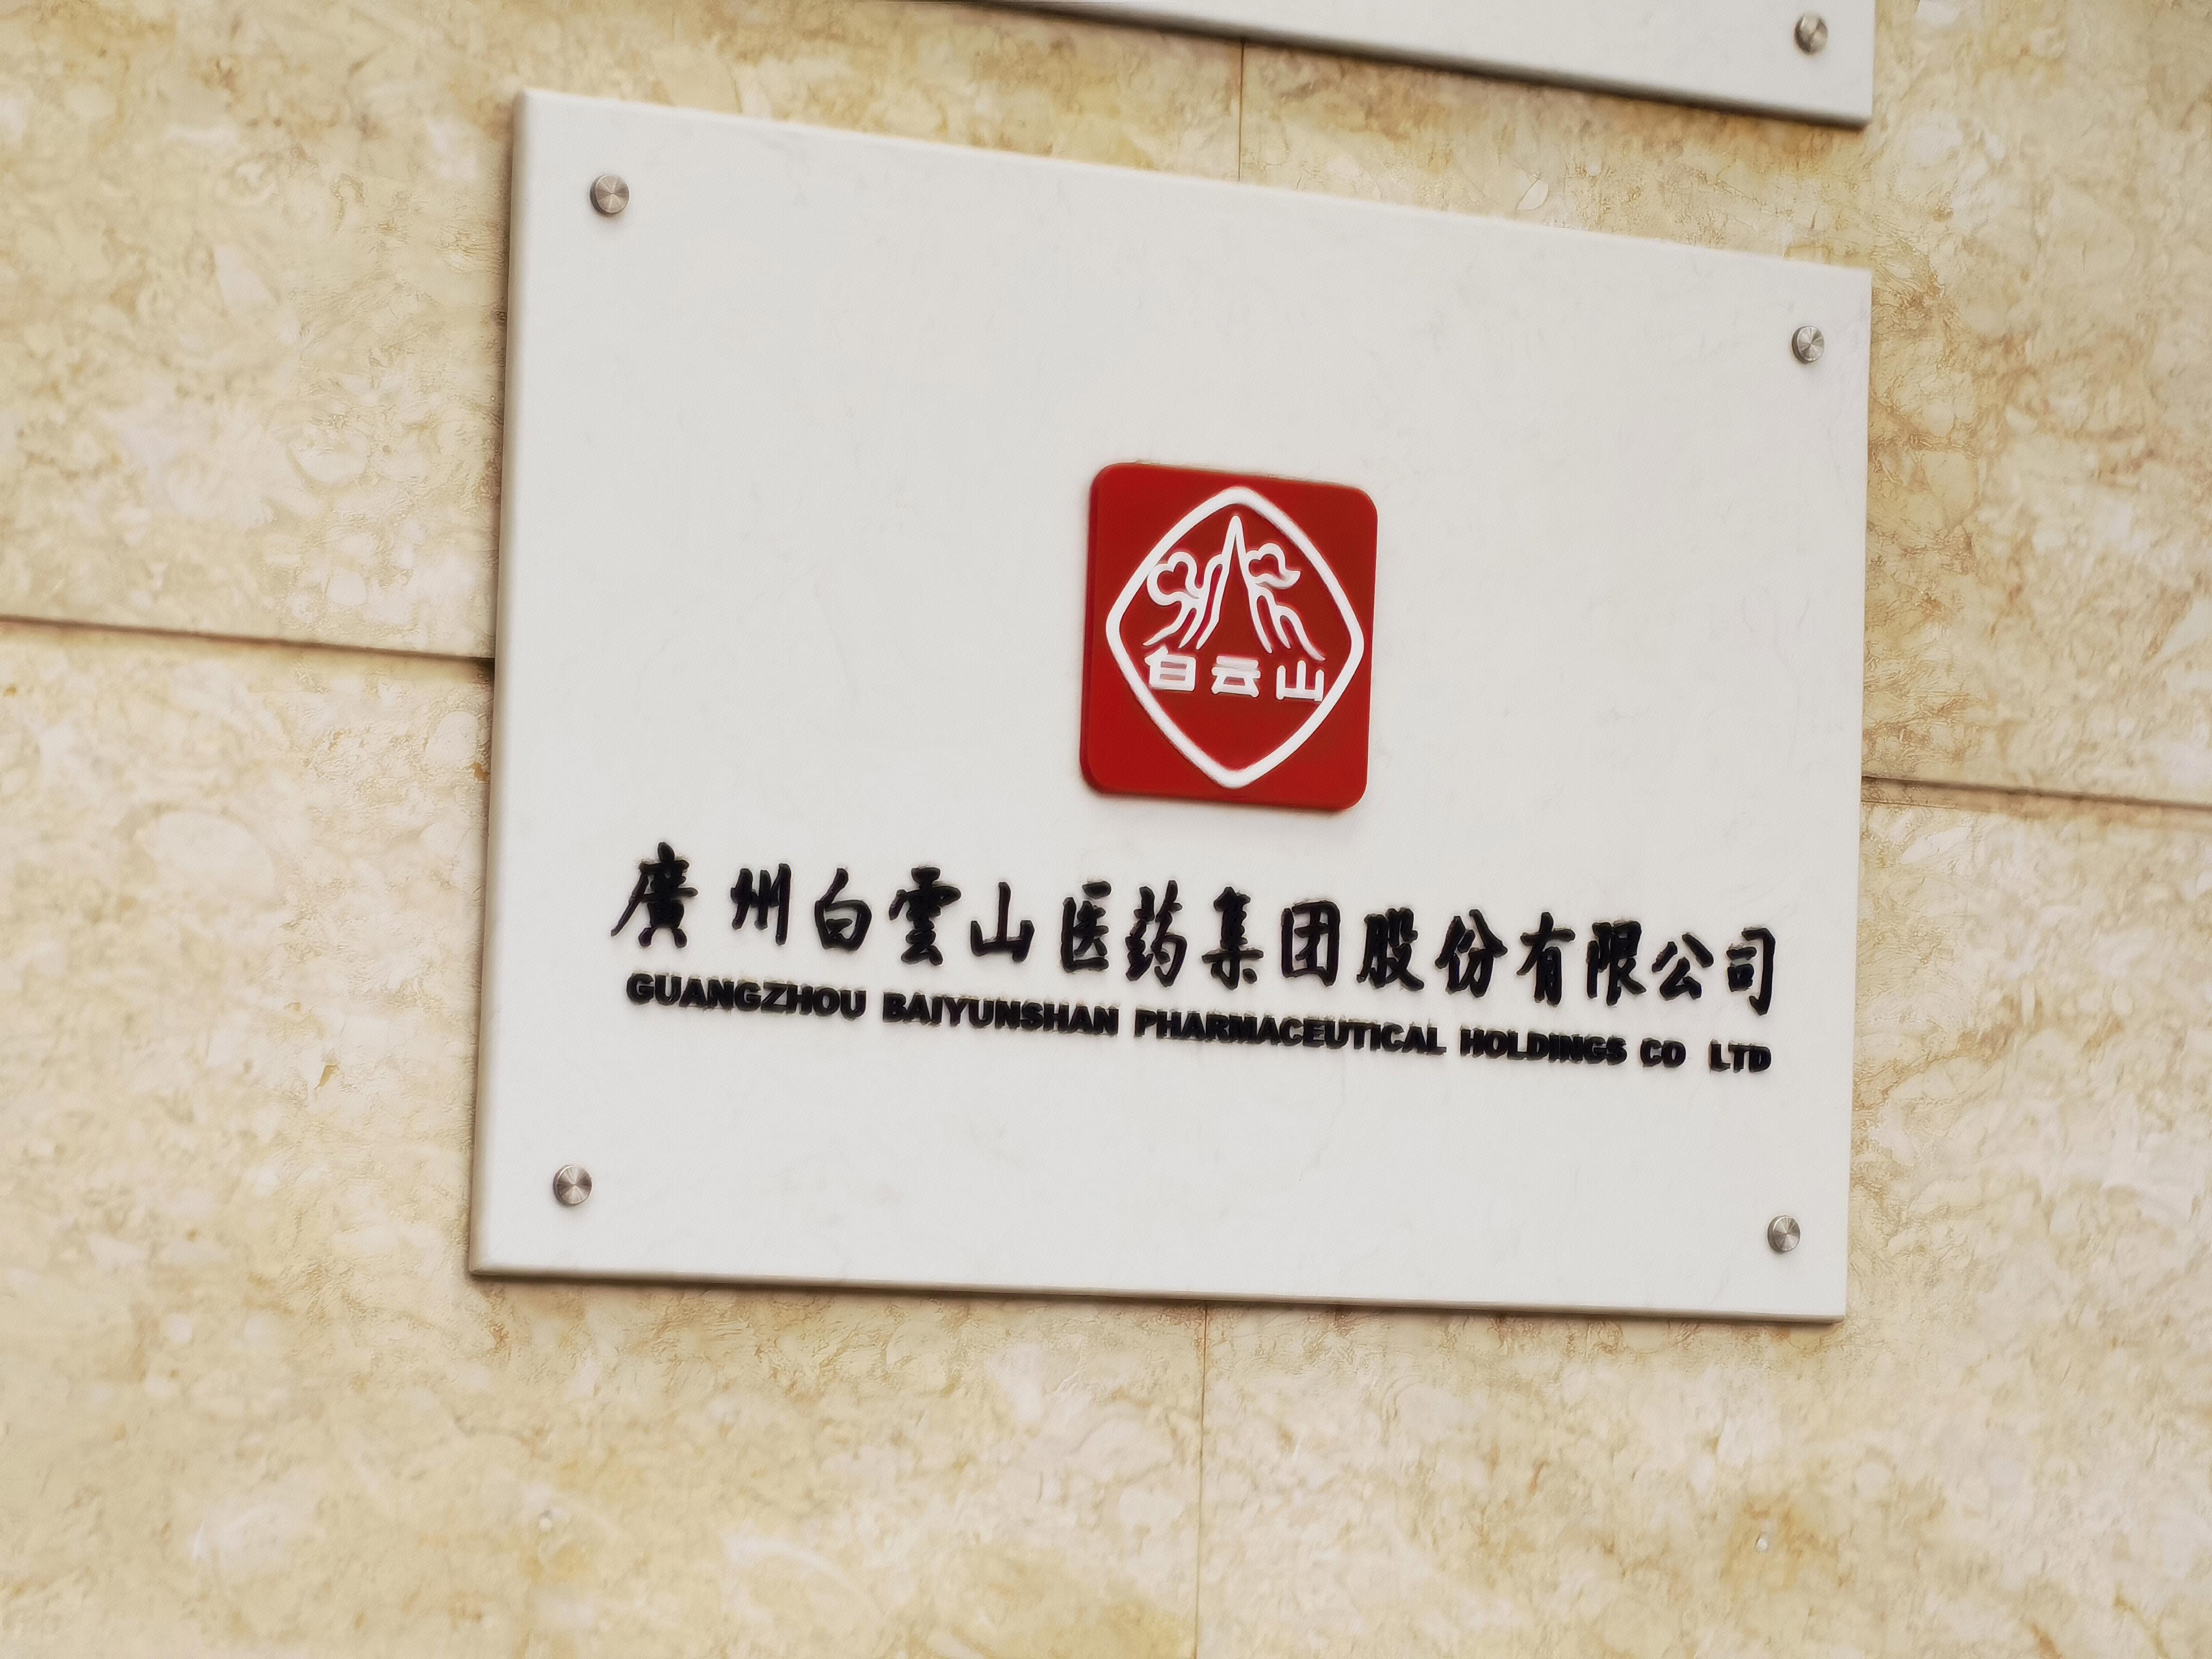 白云山
廣州白雲山医药集团股份有限公司
GUANGZHOU BAIYUNSHAN PHARMACEUTICAL HOLDINGS CO LTD